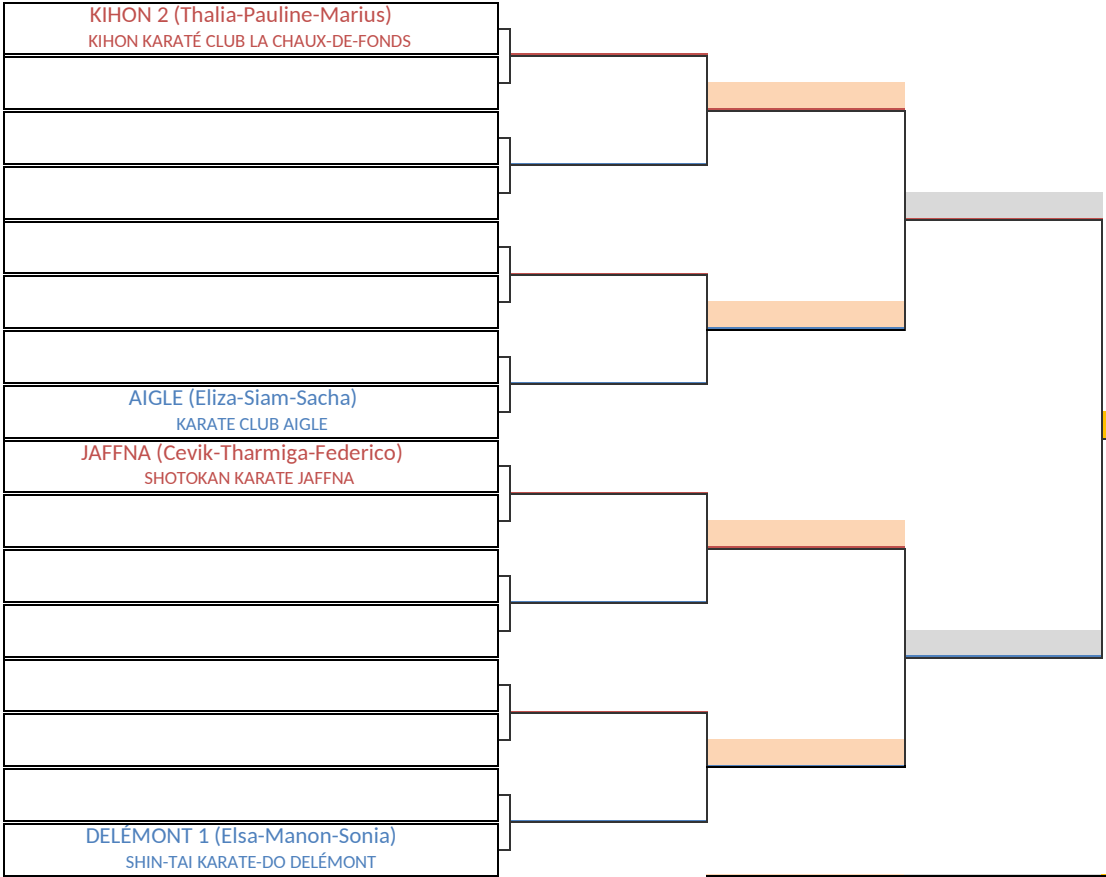 KIHON 2 (Thalia-Pauline-Marius)
KIHON KARATÉ CLUB LA CHAUX-DE-FONDS
AIGLE (Eliza-Siam-Sacha)
KARATE CLUB AIGLE
JAFFNA (Cevik-Tharmiga-Federico)
SHOTOKAN KARATE JAFFNA
DELÉMONT 1 (Elsa-Manon-Sonia)
SHIN-TAI KARATE-DO DELÉMONT